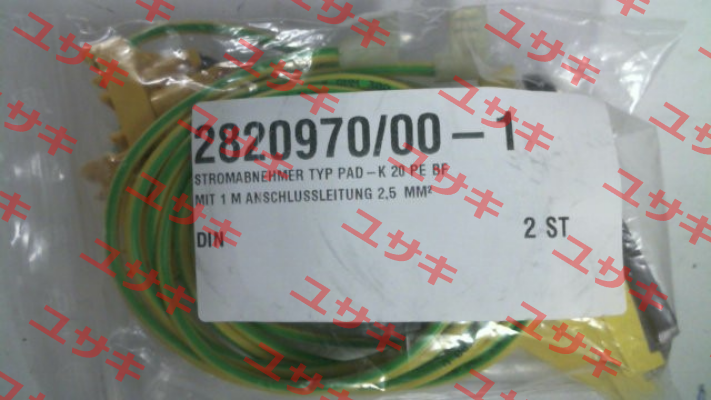 2820970/00-1
STROMABNEHMER TYP PAD-K 20 PE BF
MIT 1 M ANSCHLUSSLEITUNG 2,5 MM²
DIN 2 ST
ユサキ